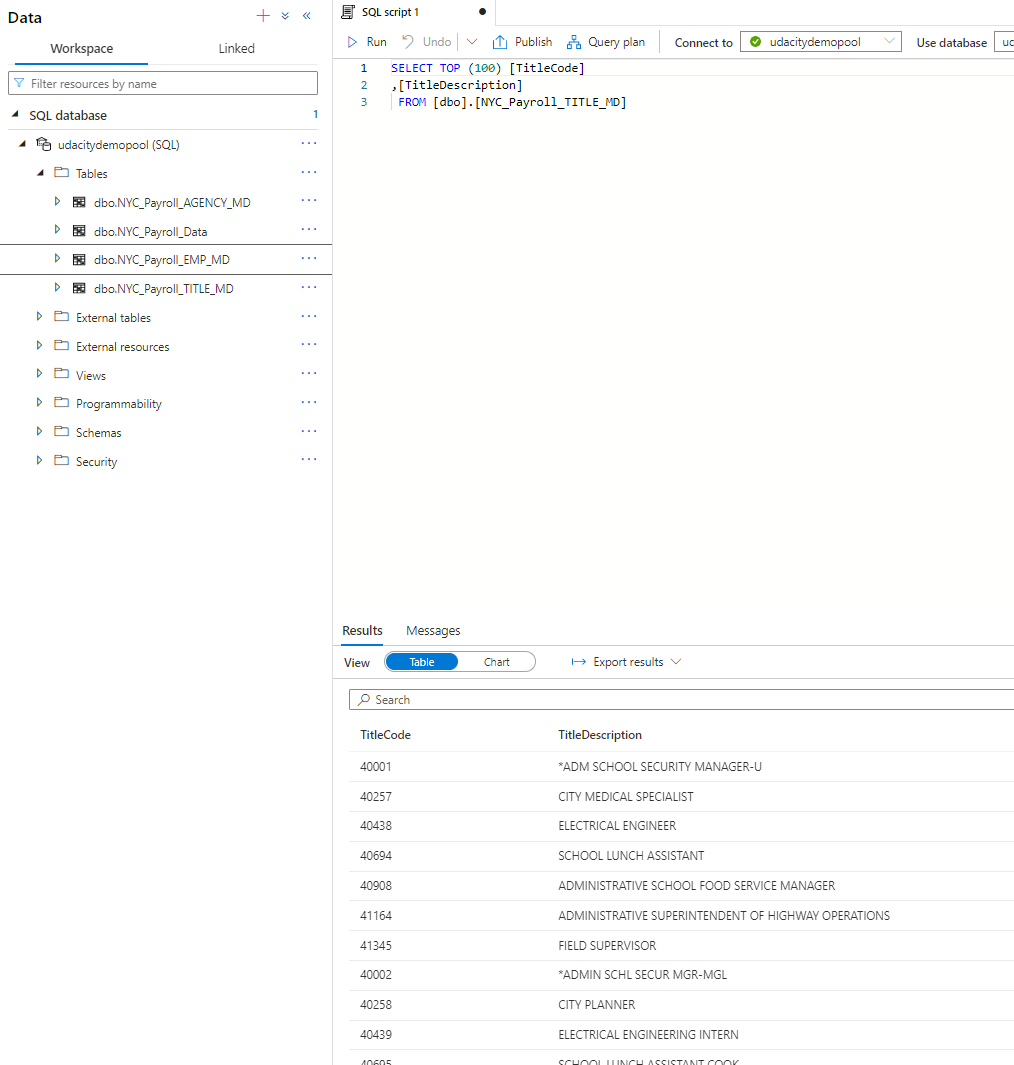 Data
Workspace Linked
Filter resources by name
SQL database 1
udacitydemopool (SQL)
Tables
dbo.NYC_Payroll_AGENCY_MD
dbo.NYC_Payroll_Data
dbo.NYC_Payroll_EMP_MD
dbo.NYC_Payroll_TITLE_MD
External tables
External resources
Views
Programmability
Schemas
Security
SQL script 1
Run Undo Publish Query plan Connect to udacitydemopool Use database
1 SELECT TOP (100) [TitleCode]
2 ,[TitleDescription]
3 FROM [dbo].[NYC_Payroll_TITLE_MD]
Results Messages
View Table Chart Export results
Search
TitleCode TitleDescription
40001 *ADM SCHOOL SECURITY MANAGER-U
40257 CITY MEDICAL SPECIALIST
40438 ELECTRICAL ENGINEER
40694 SCHOOL LUNCH ASSISTANT
40908 ADMINISTRATIVE SCHOOL FOOD SERVICE MANAGER
41164 ADMINISTRATIVE SUPERINTENDENT OF HIGHWAY OPERATIONS
41345 FIELD SUPERVISOR
40002 *ADMIN SCHL SECUR MGR-MGL
40258 CITY PLANNER
40439 ELECTRICAL ENGINEERING INTERN
40695 SCHOOL LUNCH ASSISTANT COOK